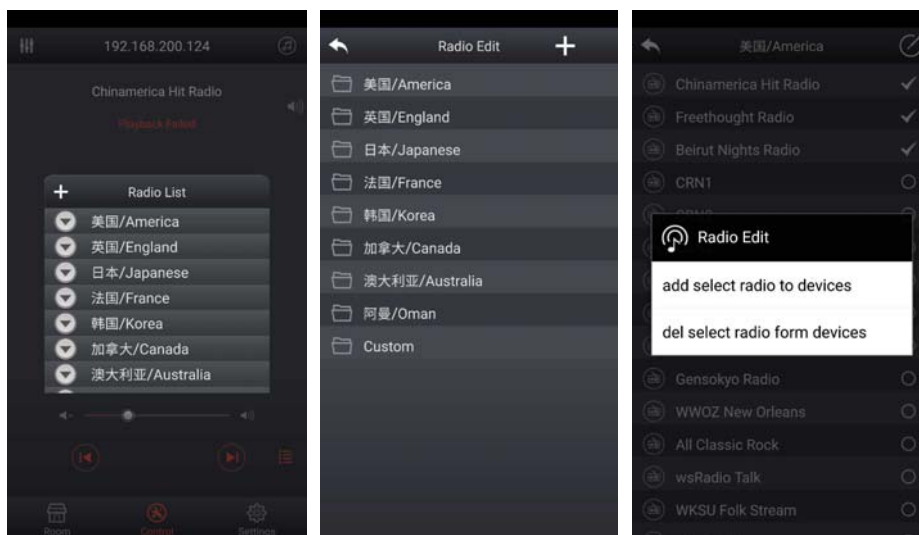 192.168.200.124
Chinamerica Hit Radio
Playback Failed
Radio List
美国/America
英国/England
日本/Japanese
法国/France
韩国/Korea
加拿大/Canada
澳大利亚/Australia
Room
Control
Settings
Radio Edit
美国/America
英国/England
日本/Japanese
法国/France
韩国/Korea
加拿大/Canada
澳大利亚/Australia
阿曼/Oman
Custom
美国/America
Chinamerica Hit Radio
Freethought Radio
Beirut Nights Radio
CRN1
Radio Edit
add select radio to devices
del select radio form devices
Gensokyo Radio
WWOZ New Orleans
All Classic Rock
wsRadio Talk
WKSU Folk Stream